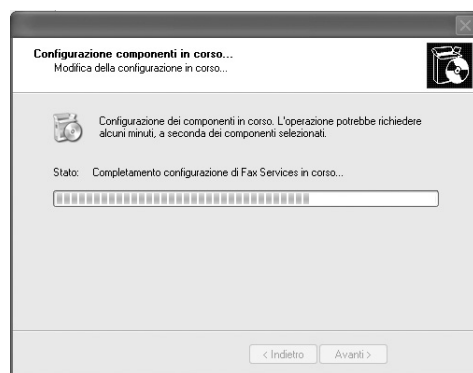 Configurazione componenti in corso...
Modifica della configurazione in corso...
Configurazione dei componenti in corso. L'operazione potrebbe richiedere
alcuni minuti, a seconda dei componenti selezionati.
Stato: Completamento configurazione di Fax Services in corso...
< Indietro Avanti >